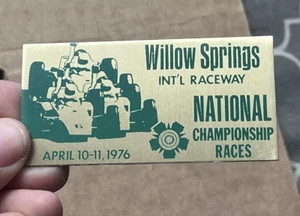 Willow Springs
INT'L RACEWAY
NATIONAL
CHAMPIONSHIP
RACES
APRIL 10-11, 1976